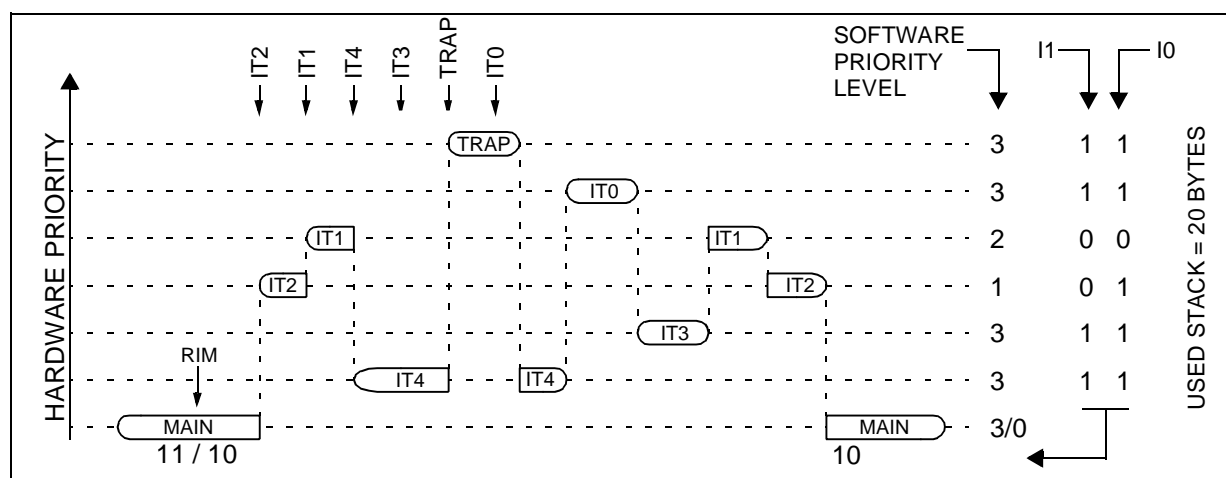 IT2
IT1
IT4
IT3
TRAP
IT0
SOFTWARE
PRIORITY
LEVEL
I1
I0
HARDWARE PRIORITY
TRAP
3
1 1
IT0
3
1 1
IT1
IT1
2
0 0
IT2
IT2
1
0 1
IT3
3
1 1
RIM
IT4
IT4
3
1 1
MAIN
MAIN
3/0
11 / 10
10
USED STACK = 20 BYTES